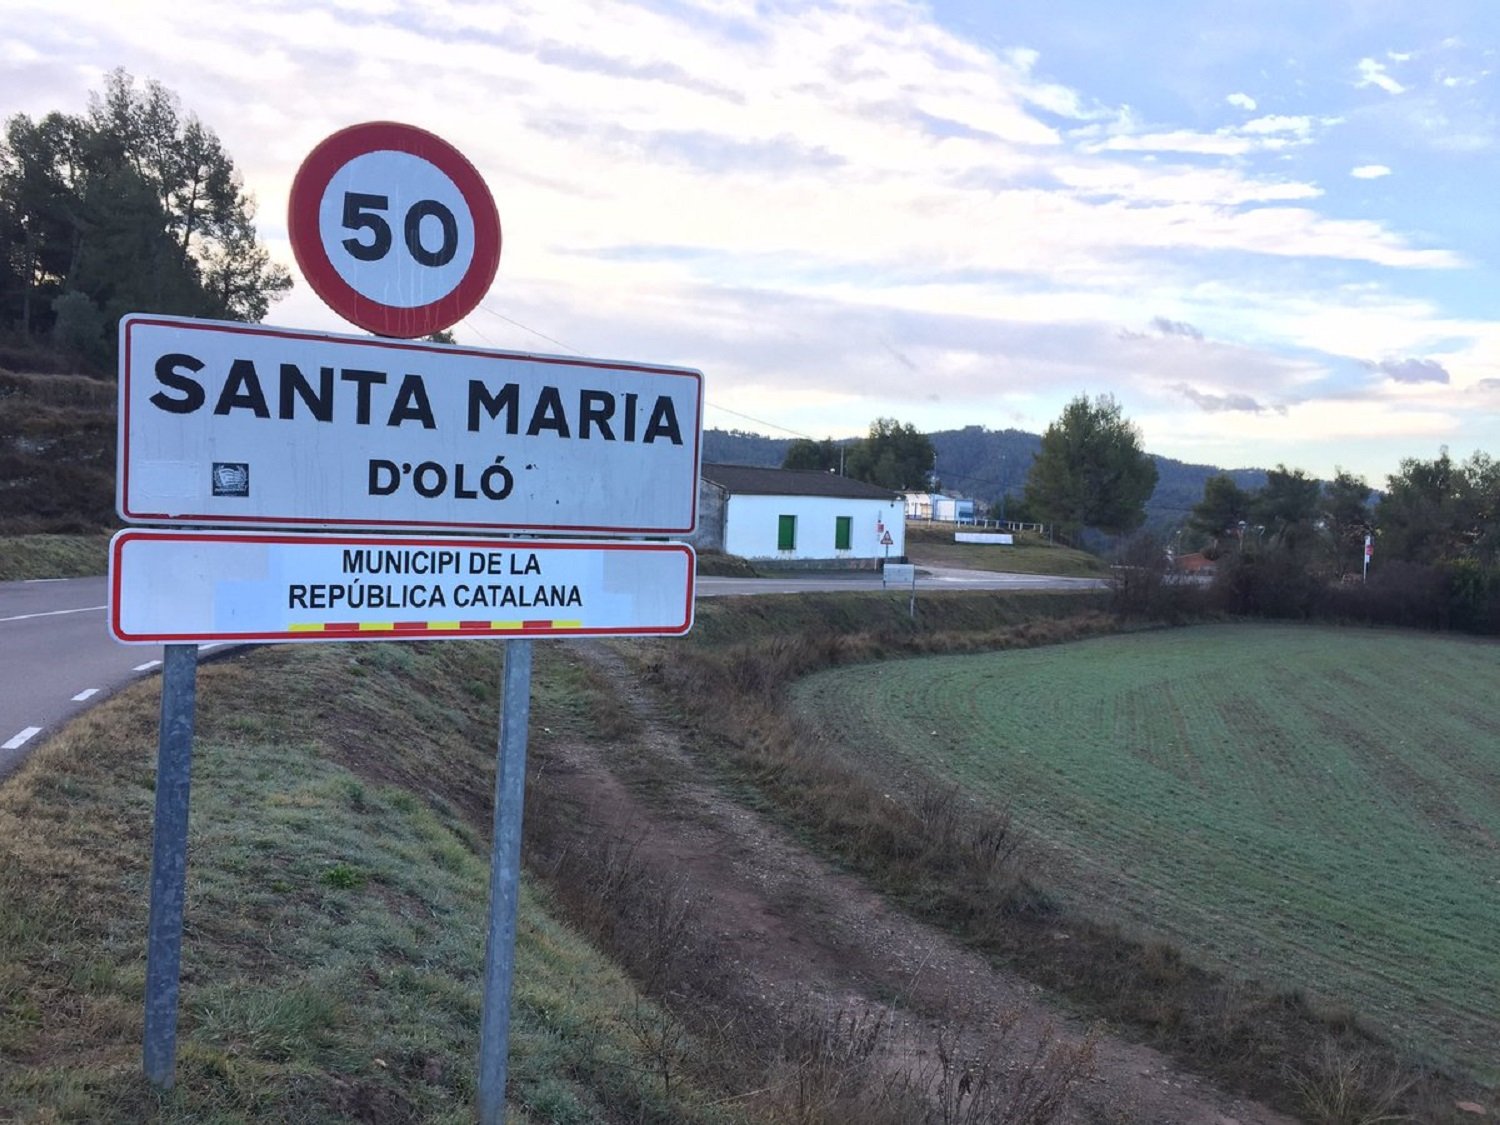 50
SANTA MARIA
D'OLÓ
MUNICIPI DE LA
REPÚBLICA CATALANA